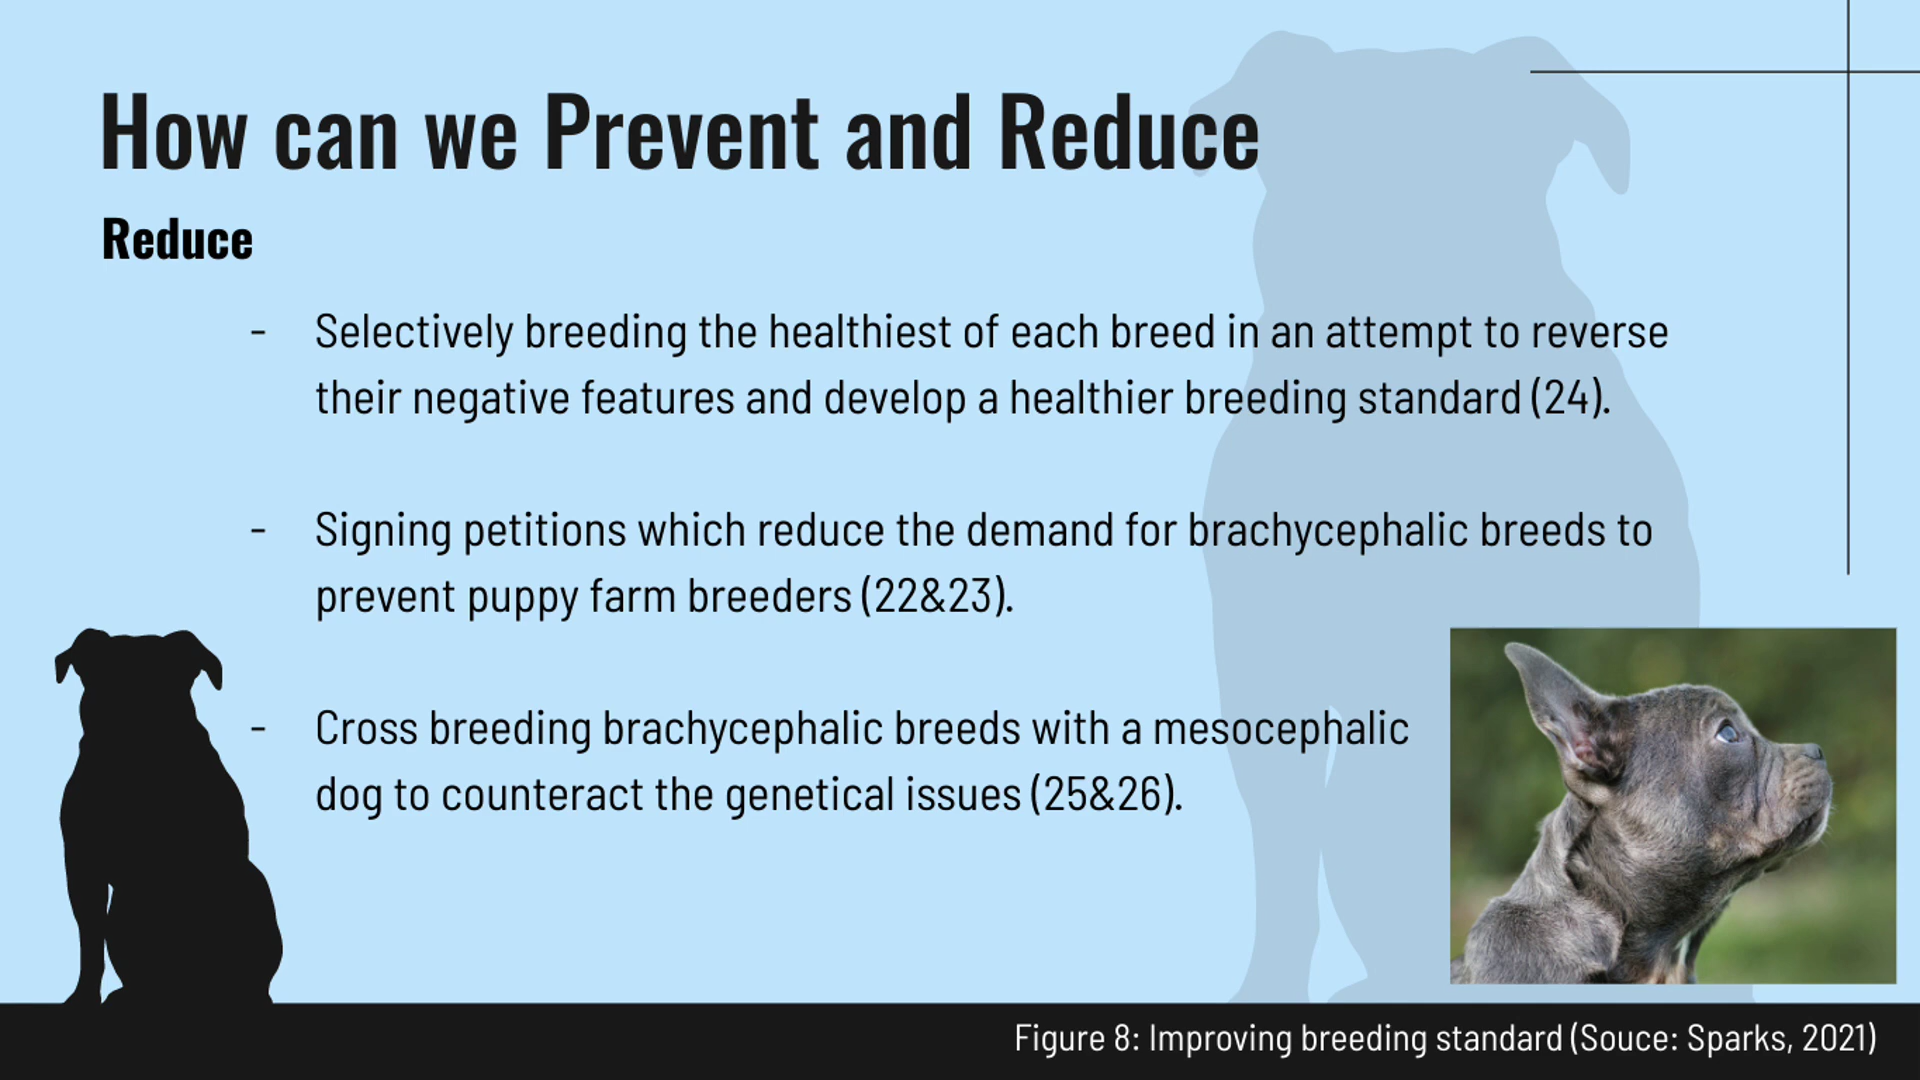 How can we Prevent and Reduce
Reduce
- Selectively breeding the healthiest of each breed in an attempt to reverse
their negative features and develop a healthier breeding standard (24).
- Signing petitions which reduce the demand for brachycephalic breeds to
prevent puppy farm breeders (22&23).
- Cross breeding brachycephalic breeds with a mesocephalic
dog to counteract the genetical issues (25&26).
Figure 8: Improving breeding standard (Souce: Sparks, 2021)